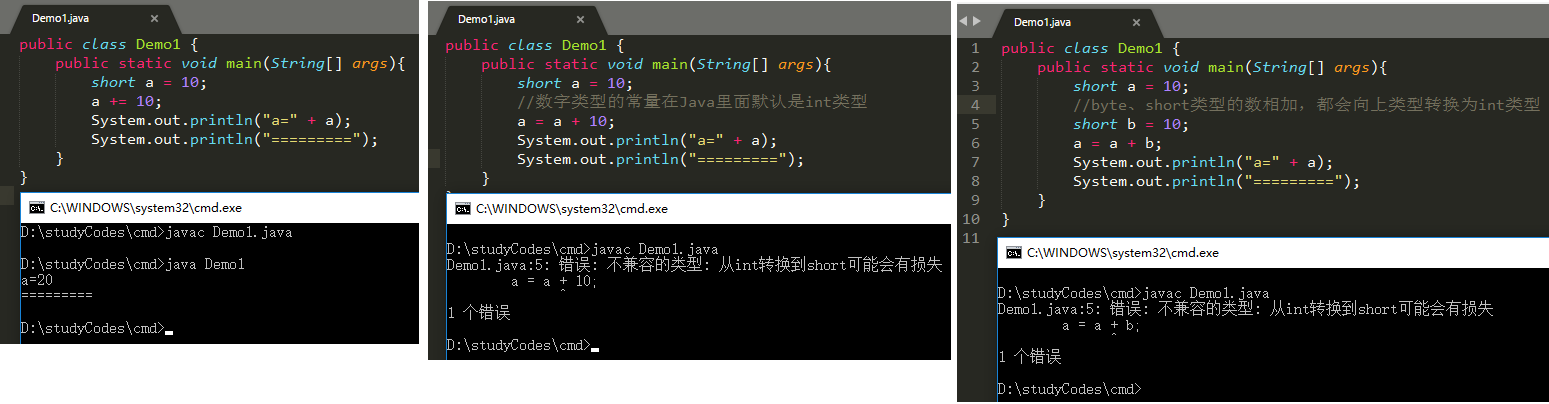 Demo1.java ×
public class Demo1 {
public static void main(String[] args){
short a = 10;
a += 10;
System.out.println("a=" + a);
System.out.println("=========");
}
}
C:\WINDOWS\system32\cmd.exe
D:\studyCodes\cmd>javac Demo1.java
D:\studyCodes\cmd>java Demo1
a=20
=========
D:\studyCodes\cmd>
Demo1.java ×
public class Demo1 {
public static void main(String[] args){
short a = 10;
//数字类型的常量在Java里面默认是int类型
a = a + 10;
System.out.println("a=" + a);
System.out.println("=========");
}
C:\WINDOWS\system32\cmd.exe
D:\studyCodes\cmd>javac Demo1.java
Demo1.java:5: 错误: 不兼容的类型: 从int转换到short可能会有损失
a = a + 10;
^
1 个错误
D:\studyCodes\cmd>
Demo1.java ×
1 public class Demo1 {
2 public static void main(String[] args){
3 short a = 10;
4 //byte、short类型的数相加，都会向上类型转换为int类型
5 short b = 10;
6 a = a + b;
7 System.out.println("a=" + a);
8 System.out.println("=========");
9 }
10 }
11
C:\WINDOWS\system32\cmd.exe
D:\studyCodes\cmd>javac Demo1.java
Demo1.java:5: 错误: 不兼容的类型: 从int转换到short可能会有损失
a = a + b;
^
1 个错误
D:\studyCodes\cmd>